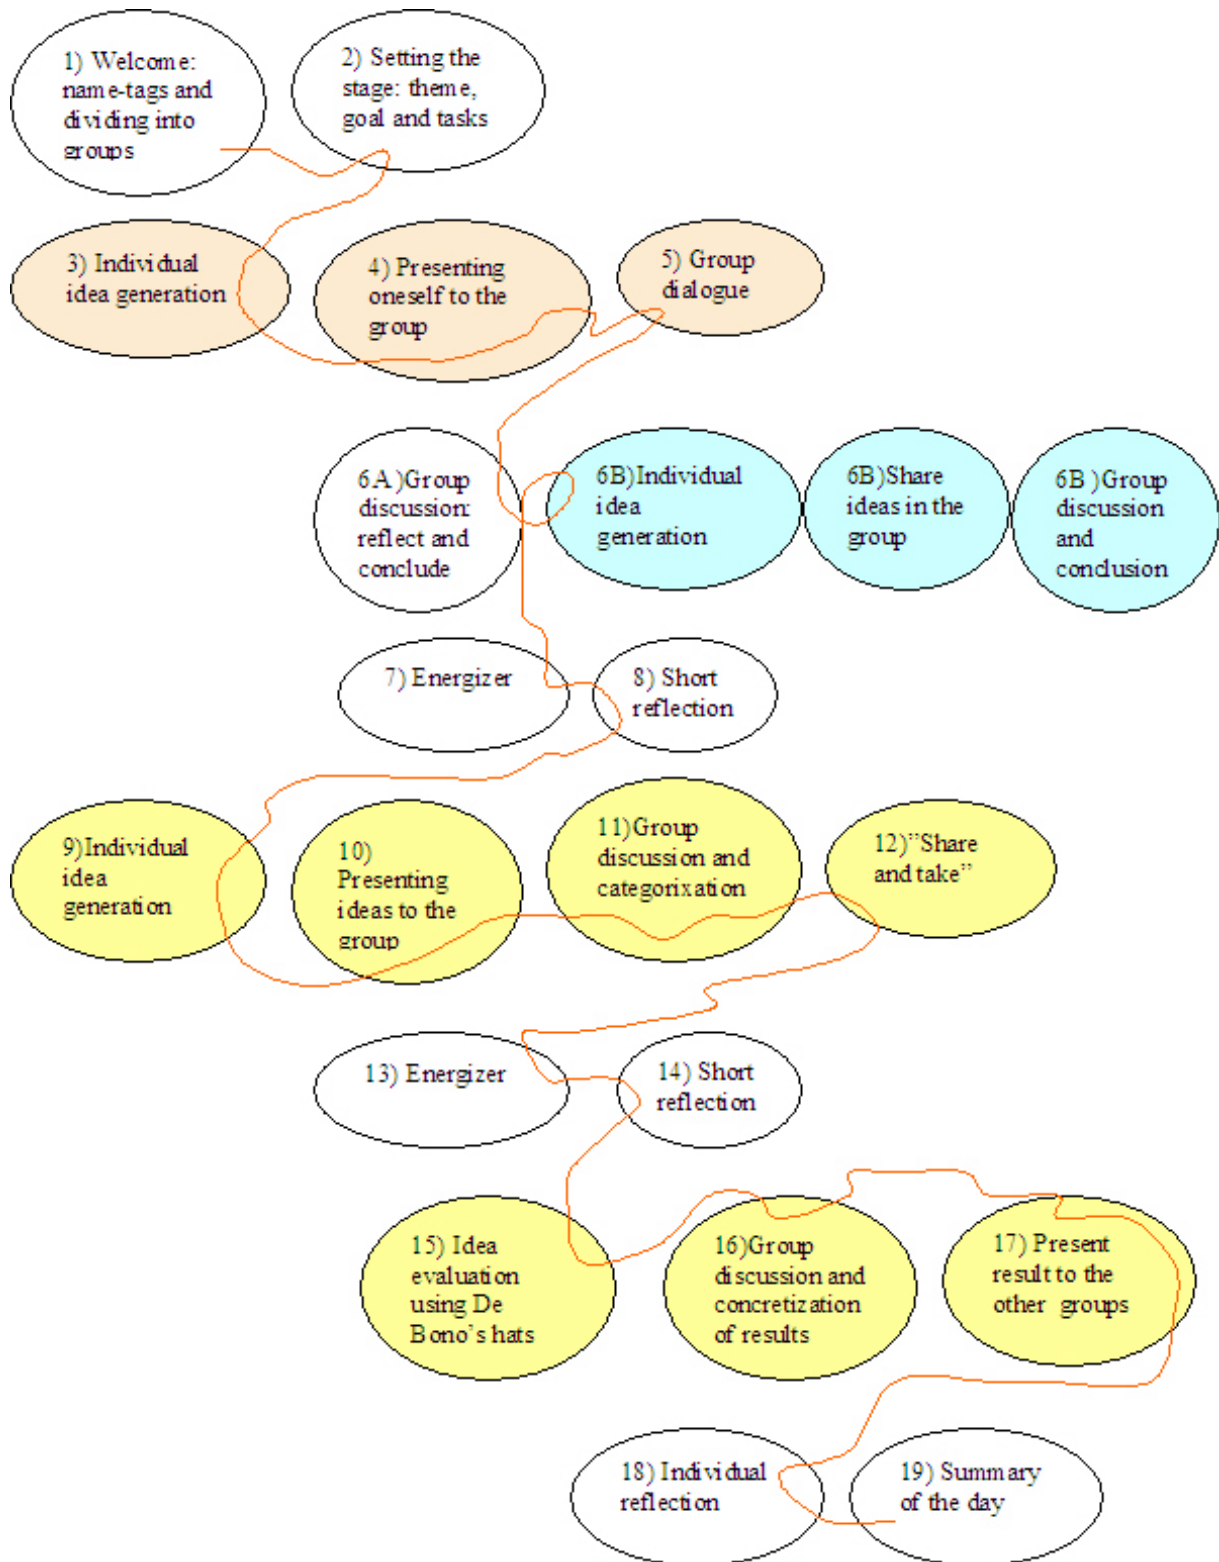 1) Welcome:
name-tags and
dividing into
groups
2) Setting the
stage: theme,
goal and tasks
3) Individual
idea generation
4) Presenting
oneself to the
group
5) Group
dialogue
6A)Group
discussion:
reflect and
conclude
6B)Individual
idea
generation
6B)Share
ideas in the
group
6B )Group
discussion
and
conclusion
7) Energizer
8) Short
reflection
9)Individual
idea
generation
10)
Presenting
ideas to the
group
11)Group
discussion and
categorixation
12)”Share
and take”
13) Energizer
14) Short
reflection
15) Idea
evaluation
using De
Bono’s hats
16)Group
discussion and
concretization
of results
17) Present
result to the
other groups
18) Individual
reflection
19) Summary
of the day